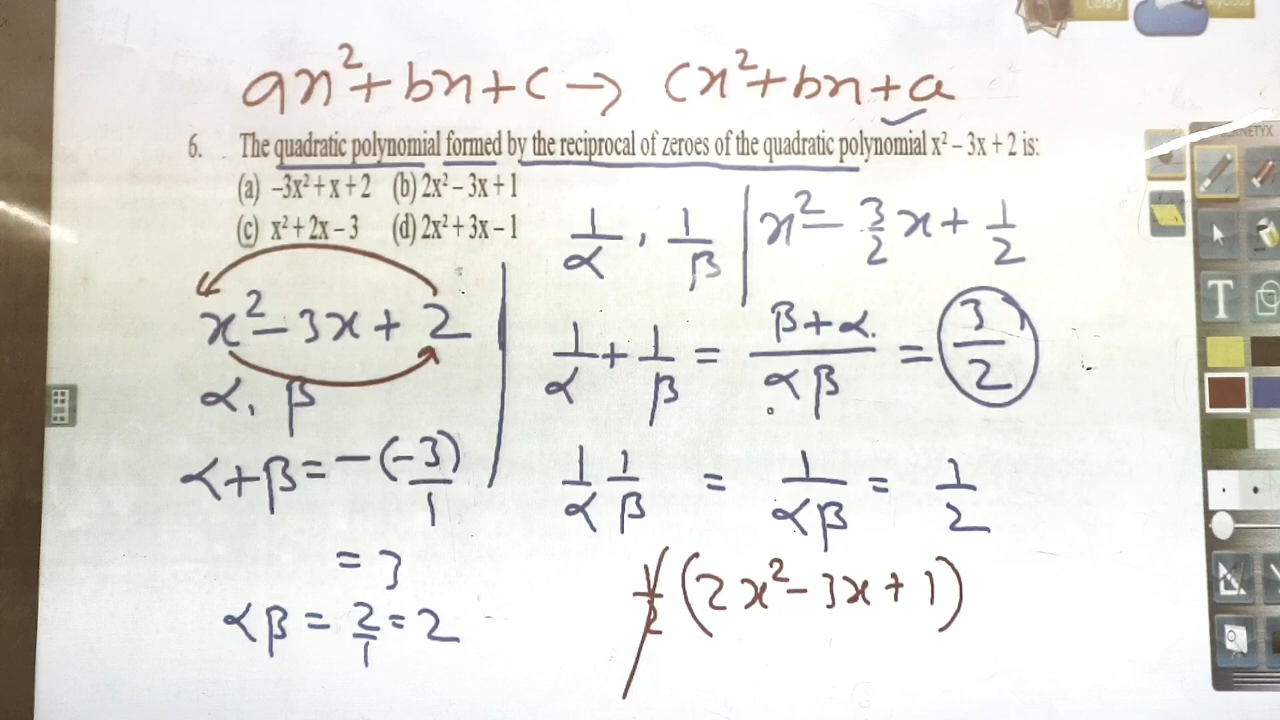 Library
ax² + bx + c → cx² + bx + a
6. The quadratic polynomial formed by the reciprocal of zeroes of the quadratic polynomial x² – 3x + 2 is:
(a) –3x² + x + 2 (b) 2x² – 3x + 1
(c) x² + 2x – 3 (d) 2x² + 3x – 1
1/α , 1/β | x² – 3/2 x + 1/2
x² – 3x + 2
1/α + 1/β = β + α / αβ = 3/2
α, β
α + β = –(–3)/1
1/α 1/β = 1/αβ = 1/2
= 3
1/2 (2x² – 3x + 1)
αβ = 2/1 = 2
T